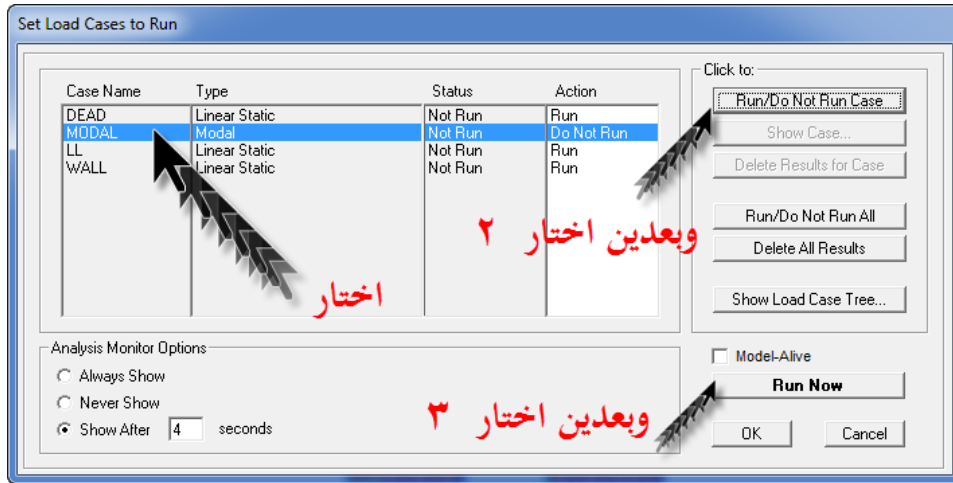 Set Load Cases to Run
Case Name Type Status Action
DEAD Linear Static Not Run Run
MODAL Modal Not Run Do Not Run
LL Linear Static Not Run Run
WALL Linear Static Not Run Run
اختار
Click to:
Run/Do Not Run Case
Show Case...
Delete Results for Case
وبعدين اختار ٢
Run/Do Not Run All
Delete All Results
Show Load Case Tree...
Analysis Monitor Options
Always Show
Never Show
Show After 4 seconds
وبعدين اختار ٣
Model-Alive
Run Now
OK Cancel